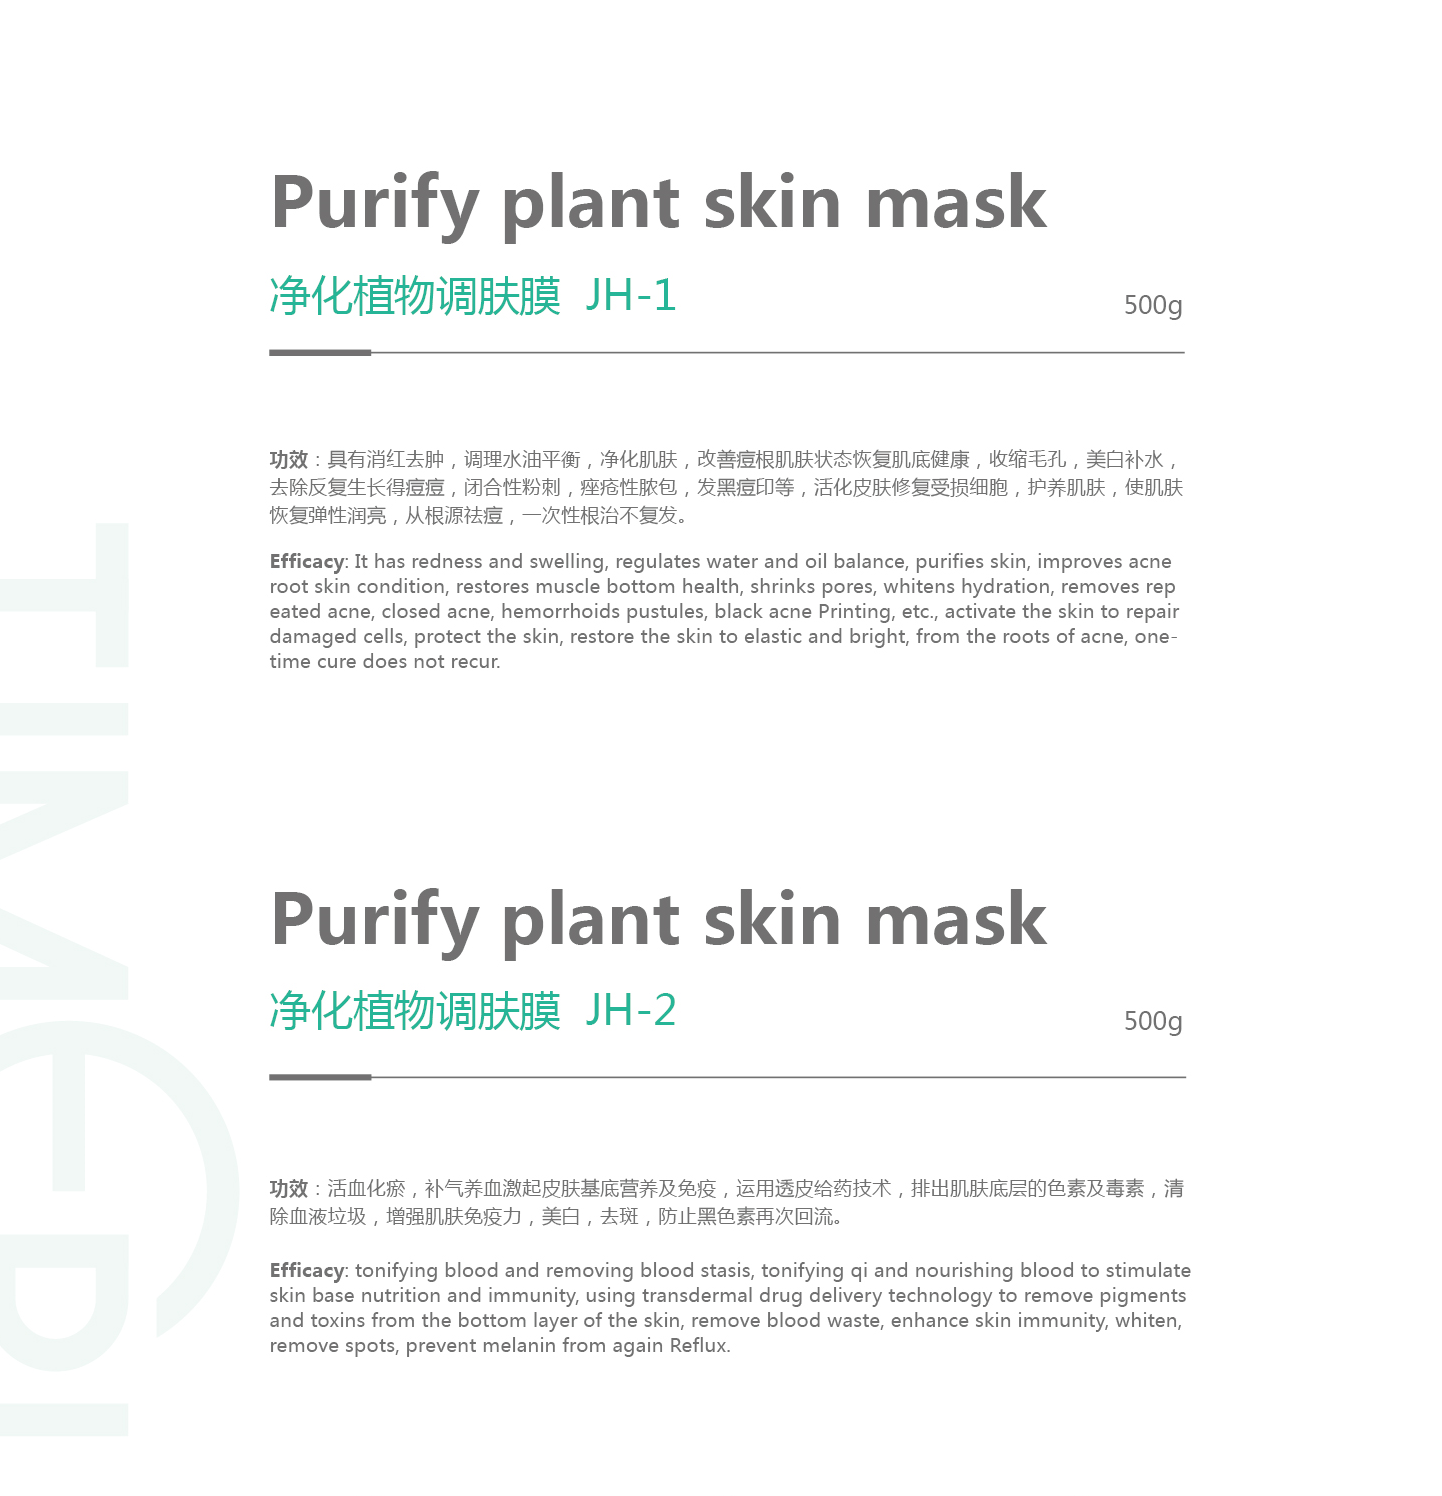 Purify plant skin mask
净化植物调肤膜 JH-1
500g
功效：具有消红去肿，调理水油平衡，净化肌肤，改善痘根肌肤状态恢复肌底健康，收缩毛孔，美白补水，
去除反复生长得痘痘，闭合性粉刺，痤疮性脓包，发黑痘印等，活化皮肤修复受损细胞，护养肌肤，使肌肤
恢复弹性润亮，从根源祛痘，一次性根治不复发。
Efficacy: It has redness and swelling, regulates water and oil balance, purifies skin, improves acne
root skin condition, restores muscle bottom health, shrinks pores, whitens hydration, removes rep
eated acne, closed acne, hemorrhoids pustules, black acne Printing, etc., activate the skin to repair
damaged cells, protect the skin, restore the skin to elastic and bright, from the roots of acne, one-
time cure does not recur.
Purify plant skin mask
净化植物调肤膜 JH-2
500g
功效：活血化瘀，补气养血激起皮肤基底营养及免疫，运用透皮给药技术，排出肌肤底层的色素及毒素，清
除血液垃圾，增强肌肤免疫力，美白，去斑，防止黑色素再次回流。
Efficacy: tonifying blood and removing blood stasis, tonifying qi and nourishing blood to stimulate
skin base nutrition and immunity, using transdermal drug delivery technology to remove pigments
and toxins from the bottom layer of the skin, remove blood waste, enhance skin immunity, whiten,
remove spots, prevent melanin from again Reflux.